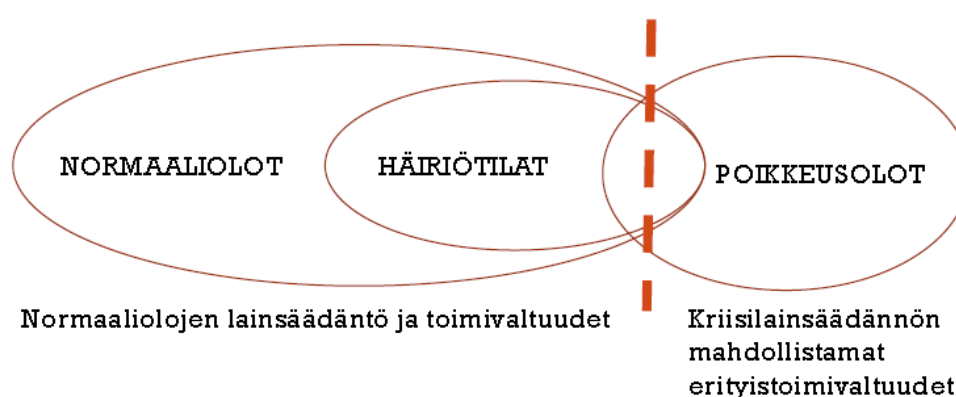 NORMAALIOLOT
HÄIRIÖTILAT
POIKKEUSOLOT
Normaaliolojen lainsäädäntö ja toimivaltuudet
Kriisilainsäädännön
mahdollistamat
erityistoimivaltuudet